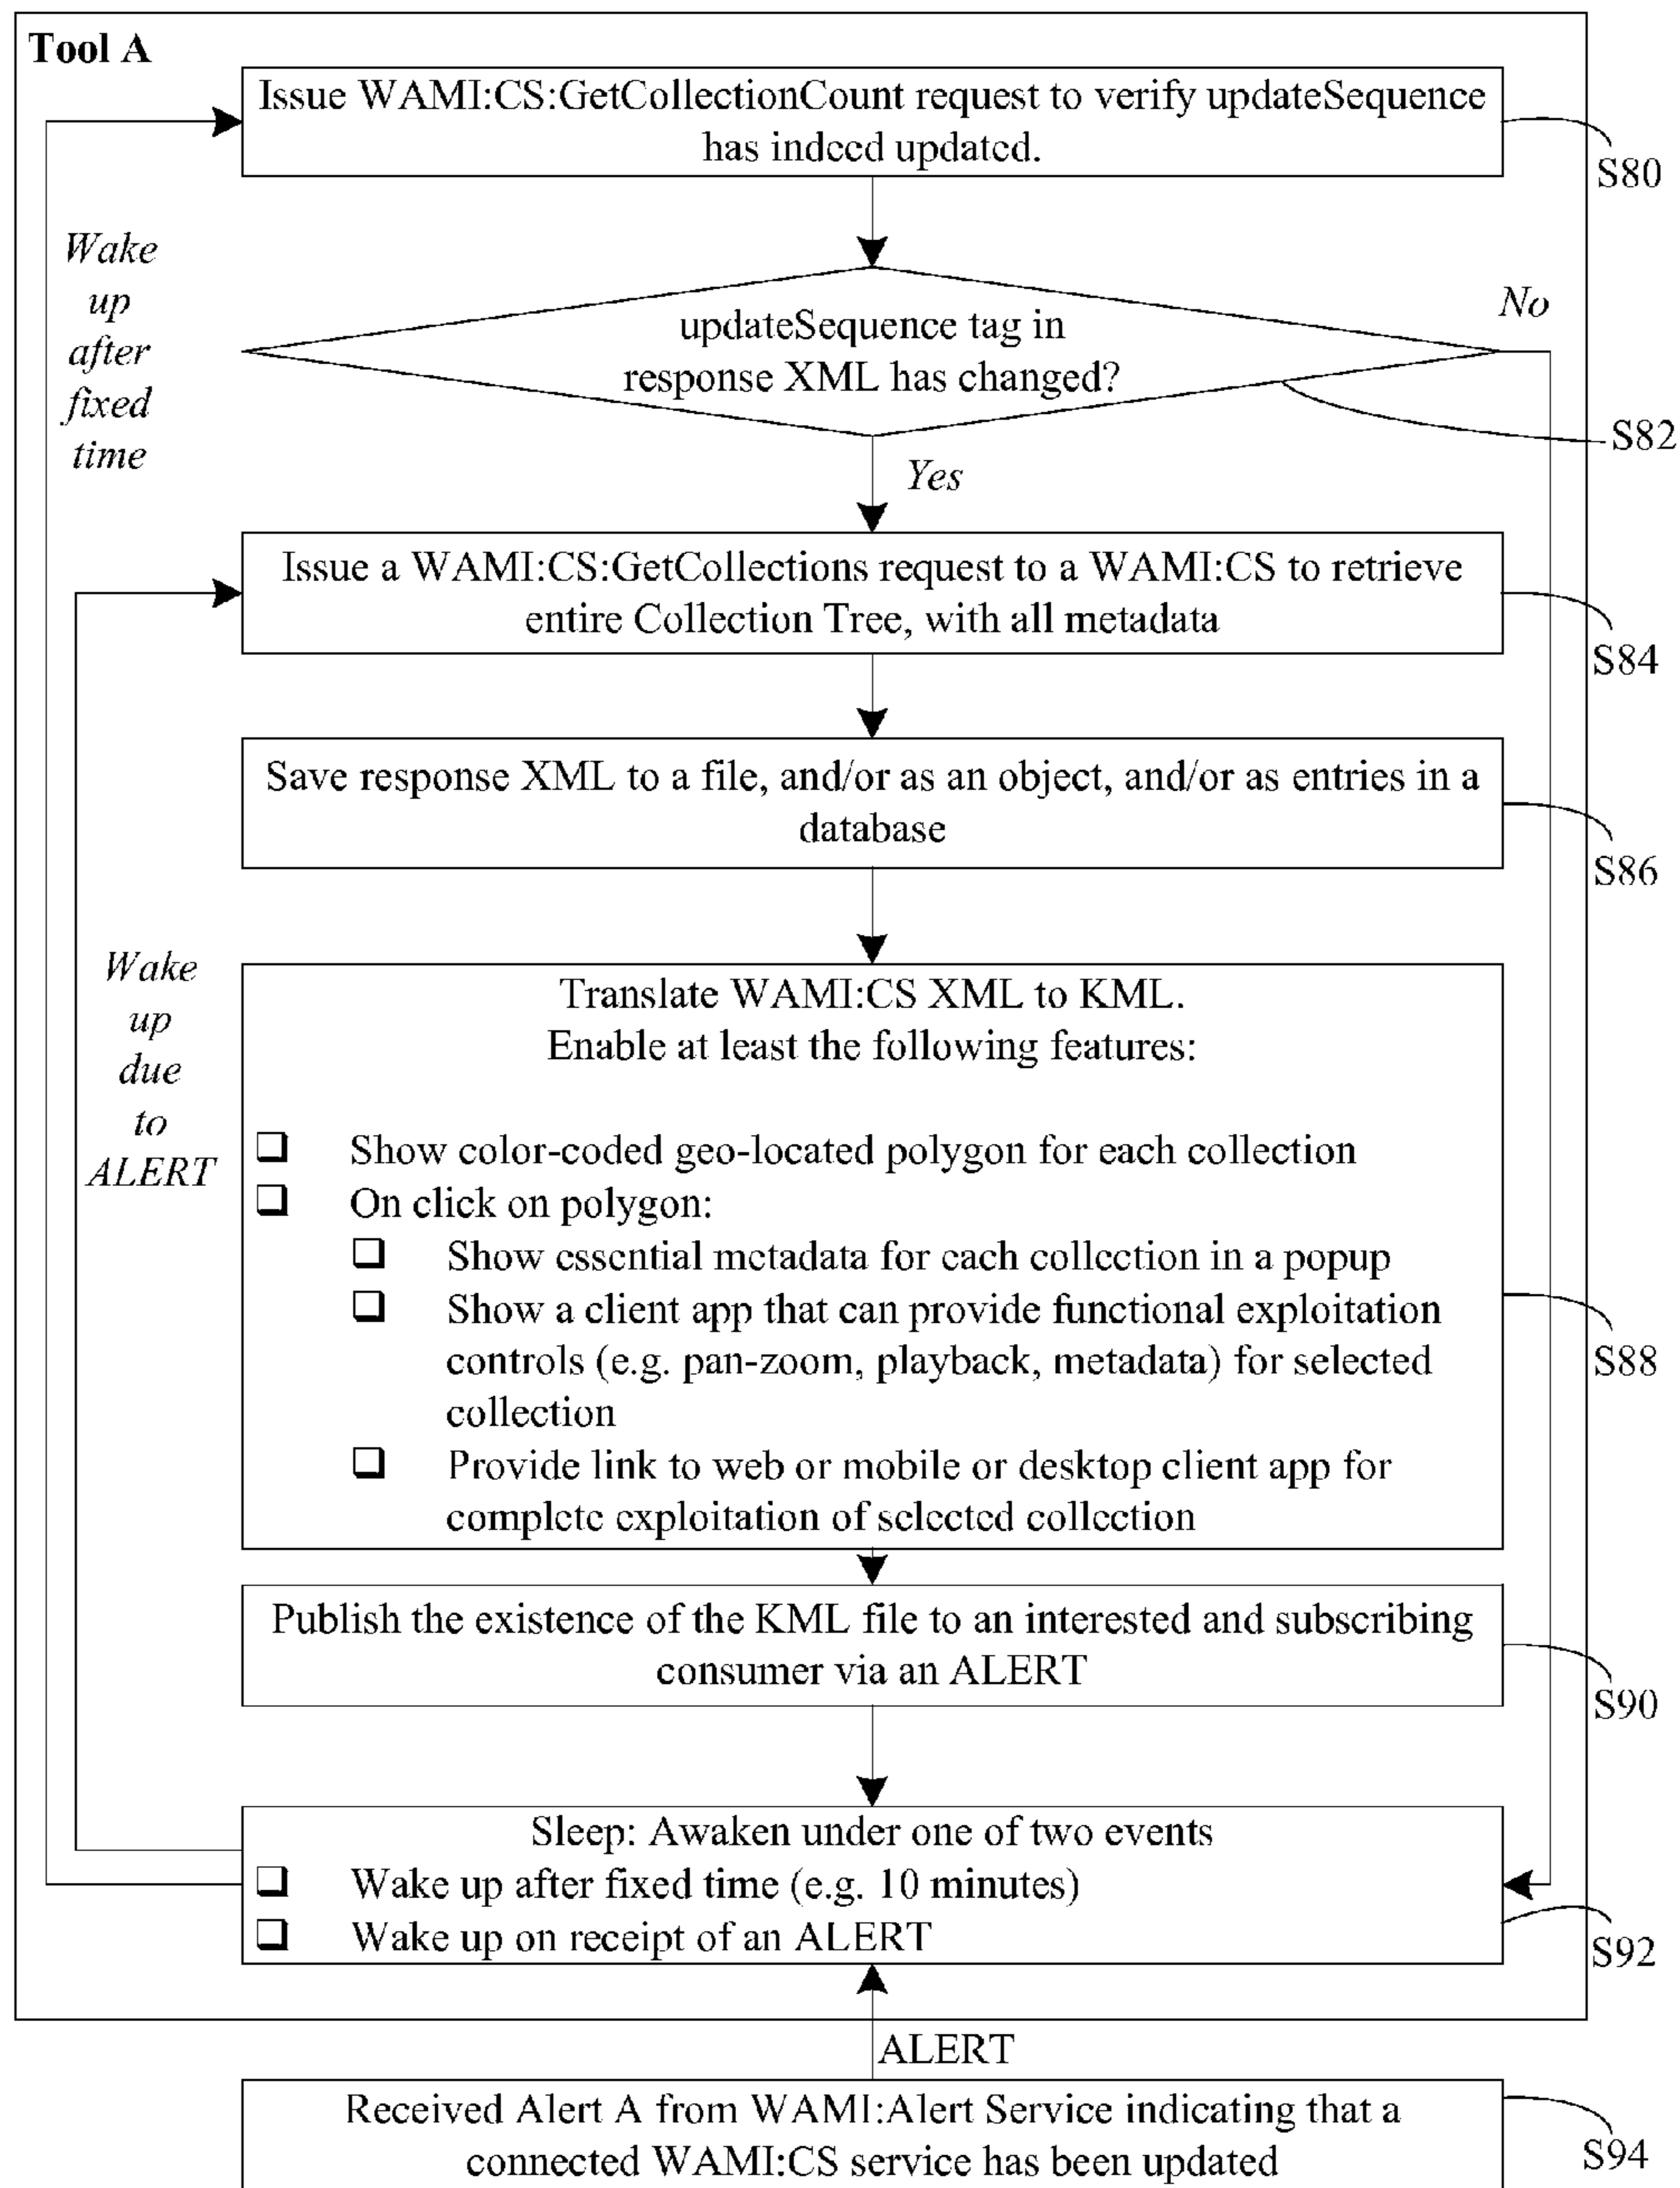 Tool A
Issue WAMI:CS:GetCollectionCount request to verify updateSequence
has indeed updated.
S80
Wake
up
after
fixed
time
updateSequence tag in
response XML has changed?
No
S82
Yes
Issue a WAMI:CS:GetCollections request to a WAMI:CS to retrieve
entire Collection Tree, with all metadata
S84
Save response XML to a file, and/or as an object, and/or as entries in a
database
S86
Wake
up
due
to
ALERT
Translate WAMI:CS XML to KML.
Enable at least the following features:
❑ Show color-coded geo-located polygon for each collection
❑ On click on polygon:
❑ Show essential metadata for each collection in a popup
❑ Show a client app that can provide functional exploitation
controls (e.g. pan-zoom, playback, metadata) for selected
collection
❑ Provide link to web or mobile or desktop client app for
complete exploitation of selected collection
S88
Publish the existence of the KML file to an interested and subscribing
consumer via an ALERT
S90
Sleep: Awaken under one of two events
❑ Wake up after fixed time (e.g. 10 minutes)
❑ Wake up on receipt of an ALERT
S92
ALERT
Received Alert A from WAMI:Alert Service indicating that a
connected WAMI:CS service has been updated
S94